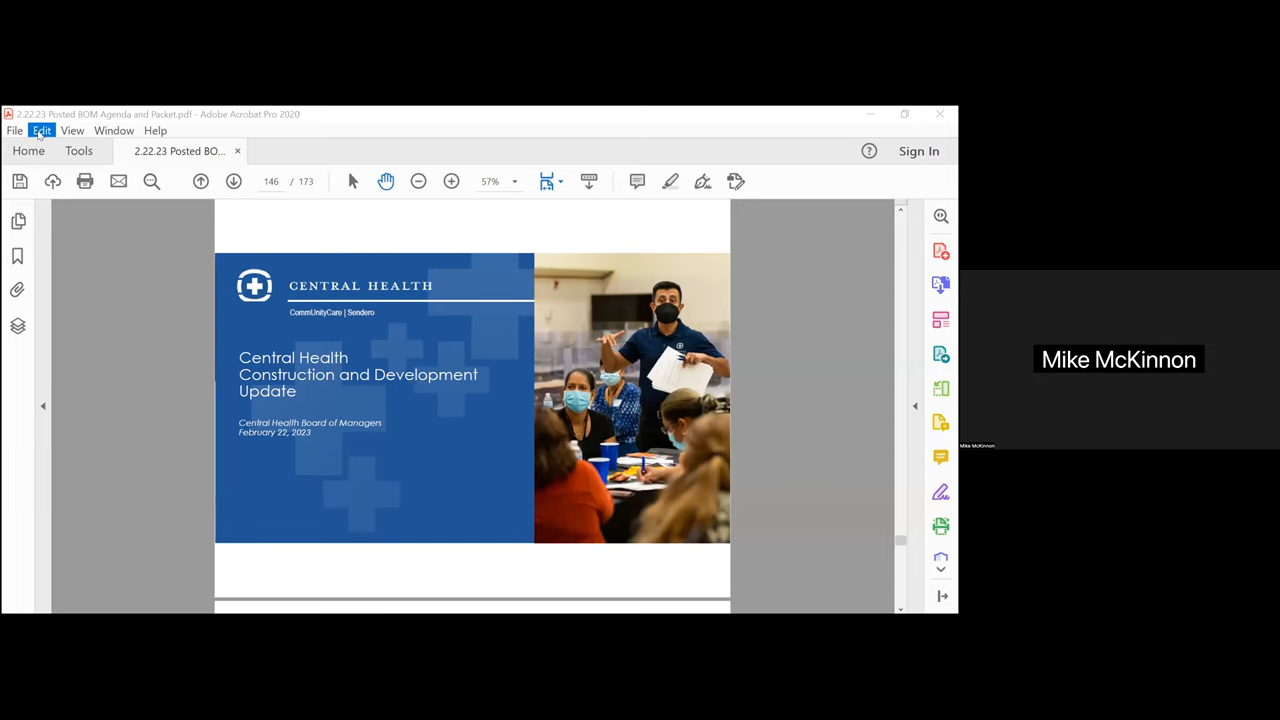 2.22.23 Posted BOM Agenda and Packet.pdf - Adobe Acrobat Pro 2020
File Edit View Window Help
Home Tools 2.22.23 Posted BO... × Sign In
146 / 173 57%
CENTRAL HEALTH
CommUnityCare | Sendero
Central Health
Construction and Development
Update
Central Health Board of Managers
February 22, 2023
Mike McKinnon
Mike McKinnon